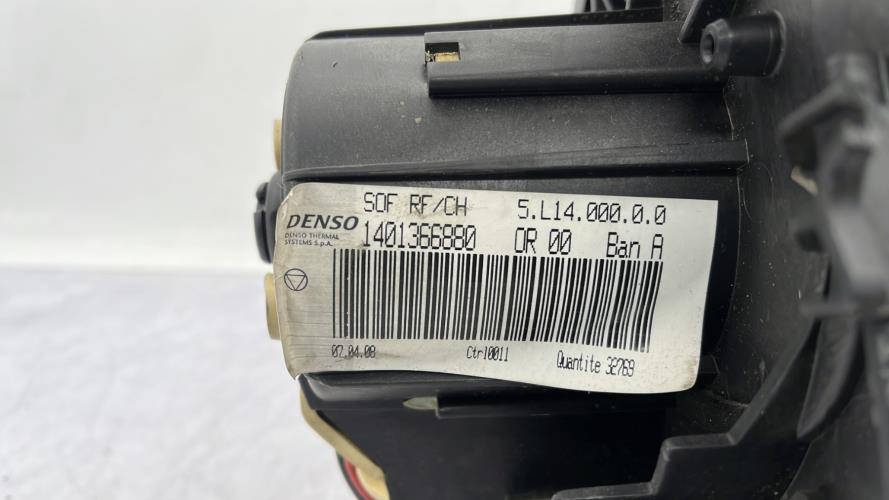 SOF RF/CH 5.L14.000.0.0
DENSO
DENSO THERMAL
SYSTEMS S.p.A.
1401366880 OR 00 Ban A
07.04.08 Ctrl0011 Quantite 32769